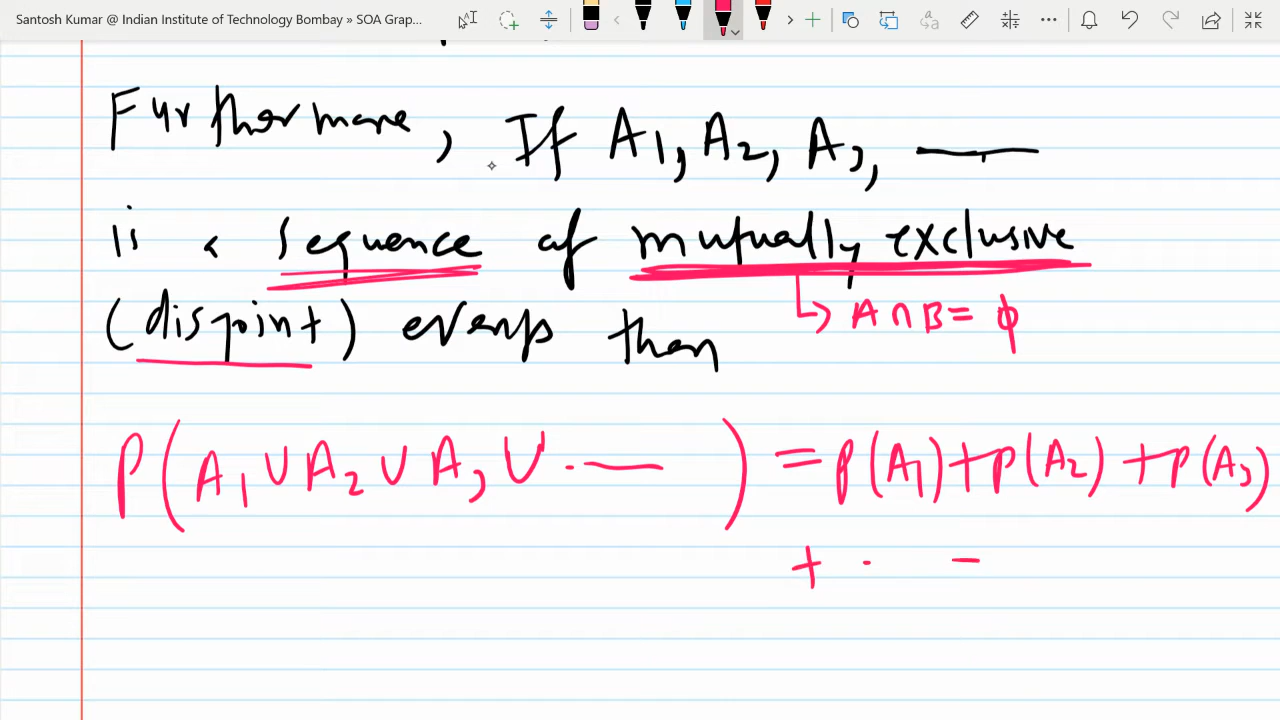 Santosh Kumar @ Indian Institute of Technology Bombay » SOA Grap...
Furthermore, If A1, A2, A3, ——
is a sequence of mutually exclusive
→ A ∩ B = φ
(disjoint) events then
P(A1 ∪ A2 ∪ A3 ∪ .—— ) = P(A1) + P(A2) + P(A3)
+ . –